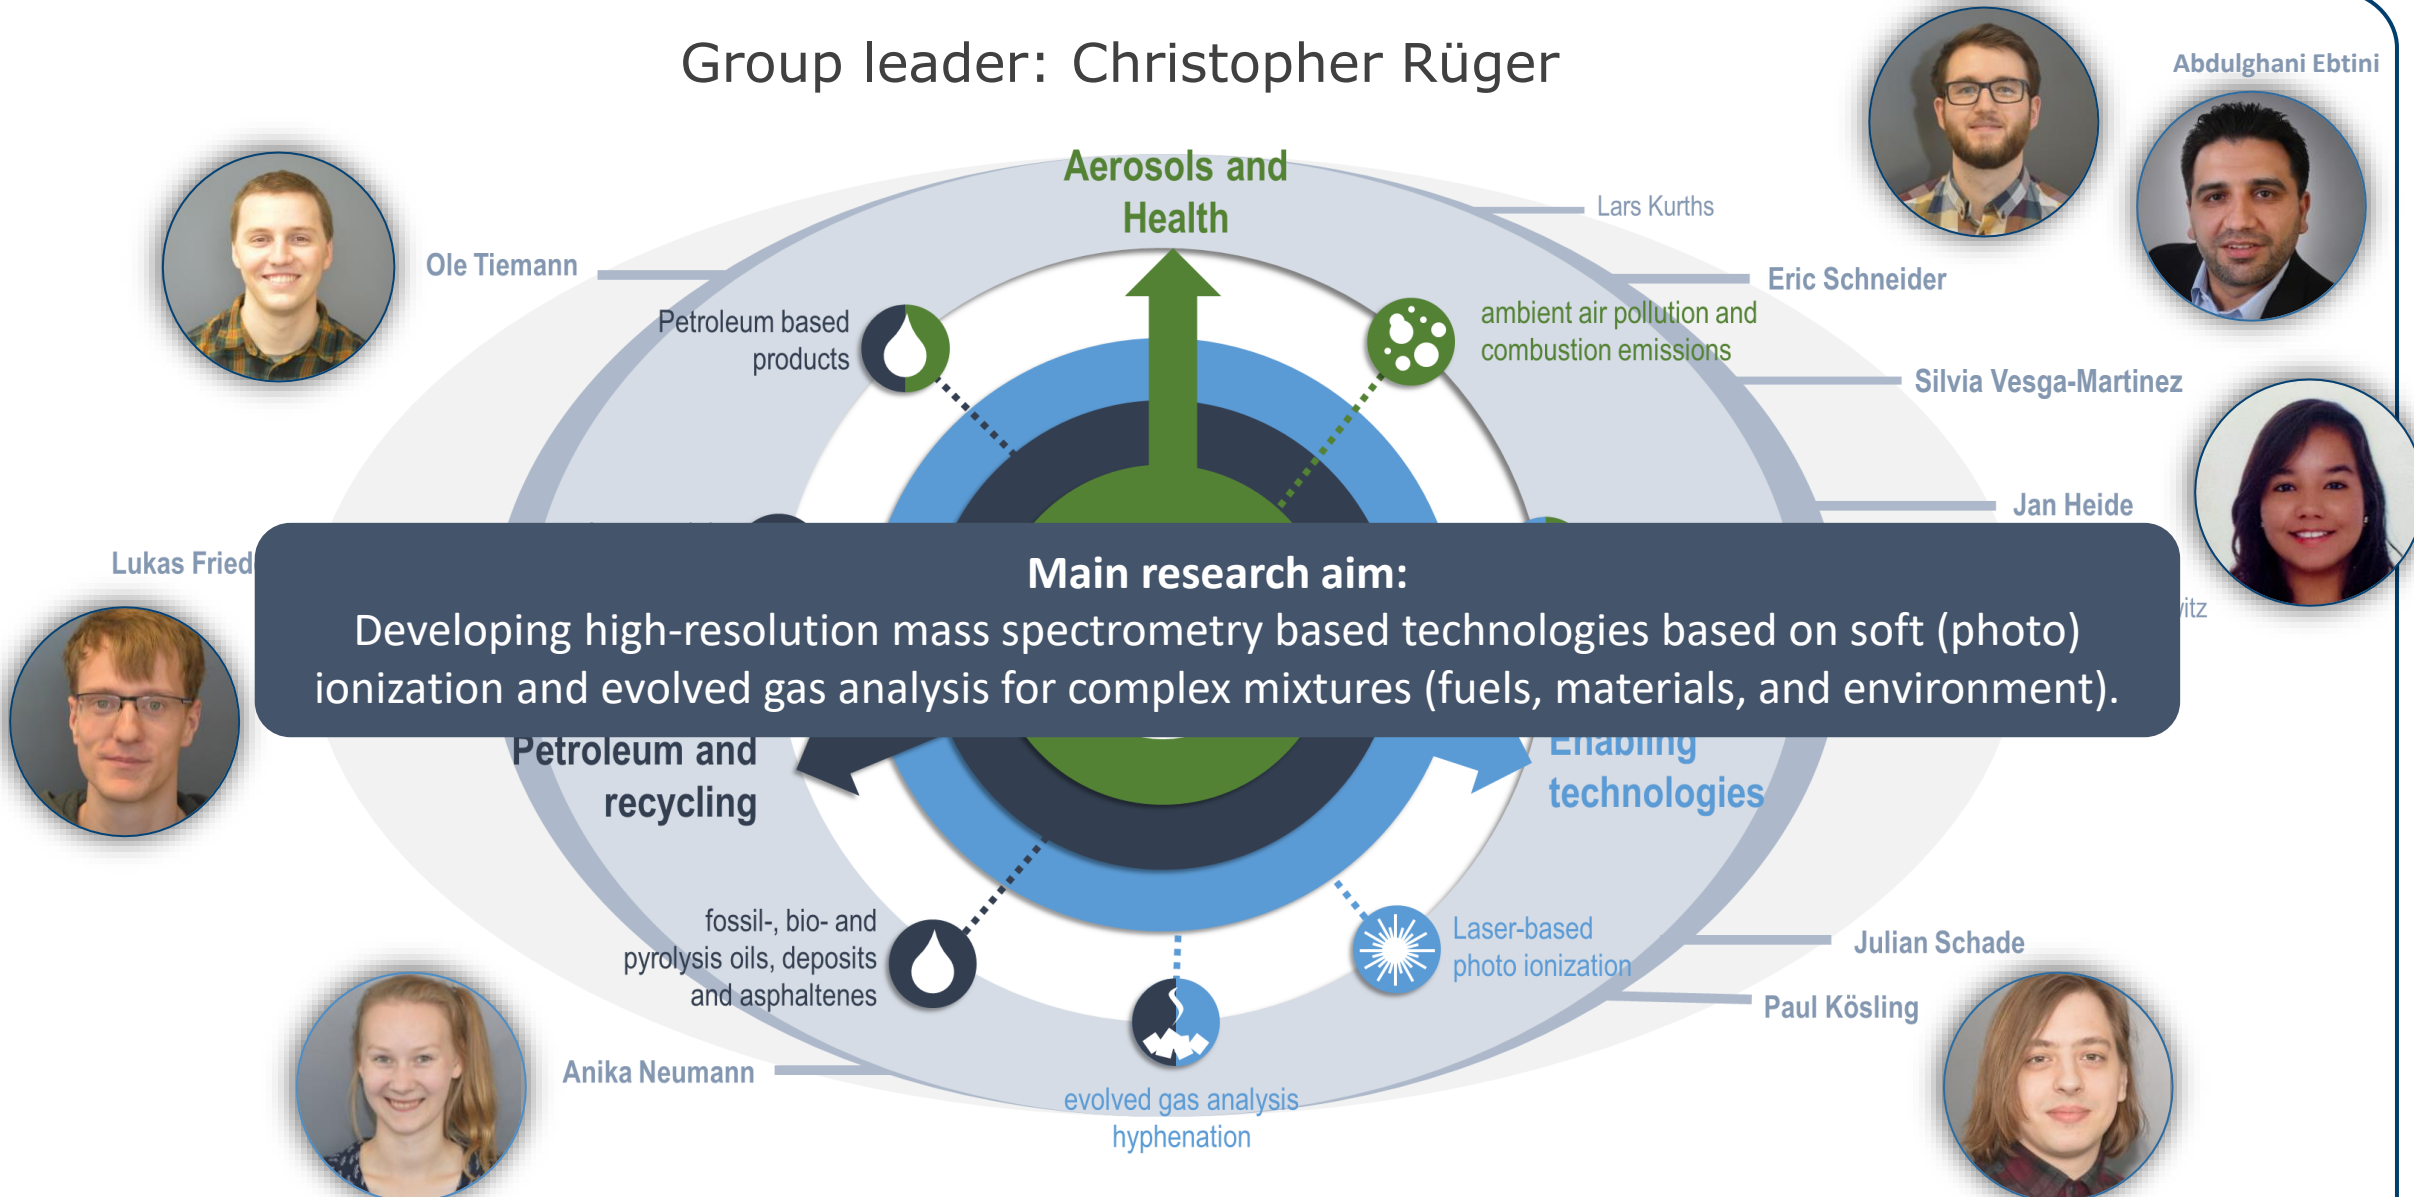 Group leader: Christopher Rüger
Abdulghani Ebtini
Aerosols and
Health
Lars Kurths
Ole Tiemann
Eric Schneider
Petroleum based
products
ambient air pollution and
combustion emissions
Silvia Vesga-Martinez
Jan Heide
Lukas
Main research aim:
Developing high-resolution mass spectrometry based technologies based on soft (photo)
ionization and evolved gas analysis for complex mixtures (fuels, materials, and environment).
Petroleum and
recycling
Enabling
technologies
fossil-, bio- and
pyrolysis oils, deposits
and asphaltenes
Laser-based
photo ionization
Julian Schade
Paul Kösling
Anika Neumann
evolved gas analysis
hyphenation